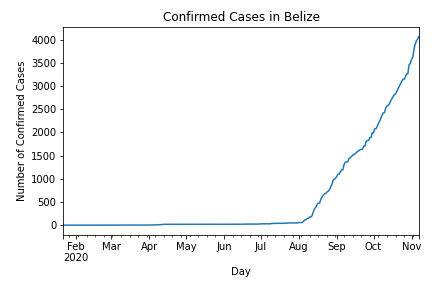 Confirmed Cases in Belize
Number of Confirmed Cases
4000
3500
3000
2500
2000
1500
1000
500
0
Feb Mar Apr May Jun Jul Aug Sep Oct Nov
2020
Day